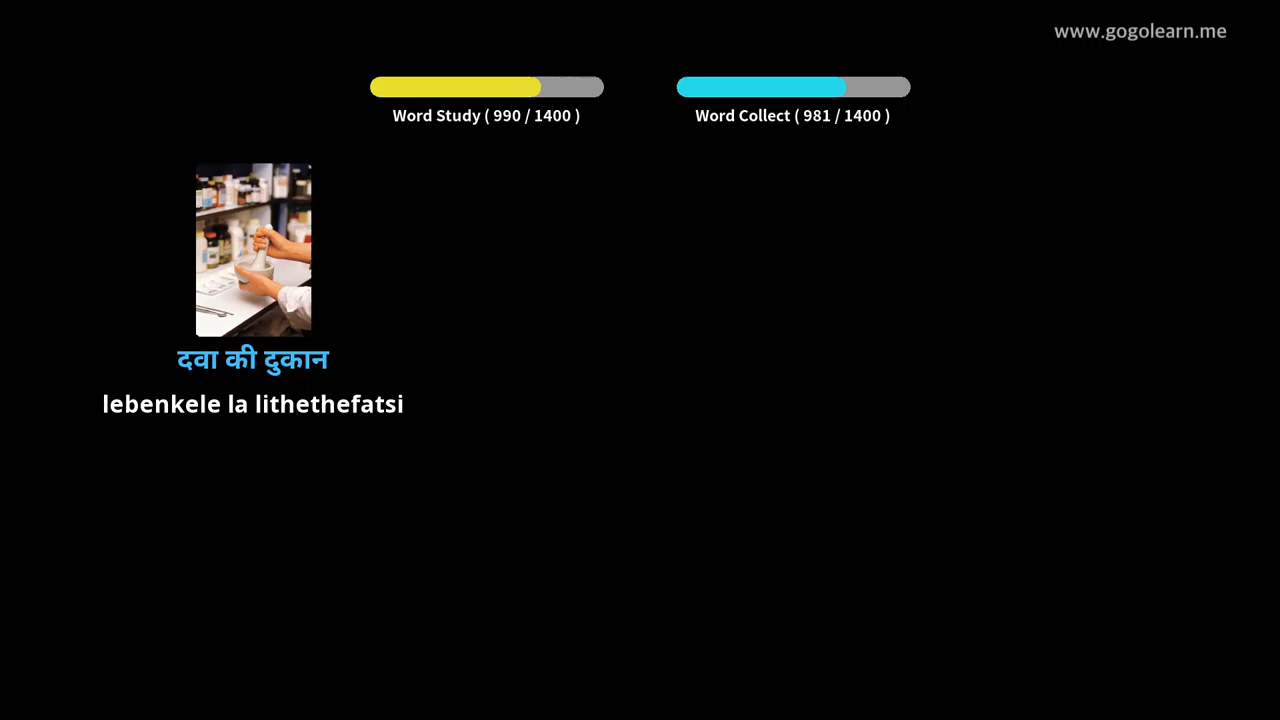 www.gogolearn.me
Word Study ( 990 / 1400 )
Word Collect ( 981 / 1400 )
दवा की दुकान
lebenkele la lithethefatsi